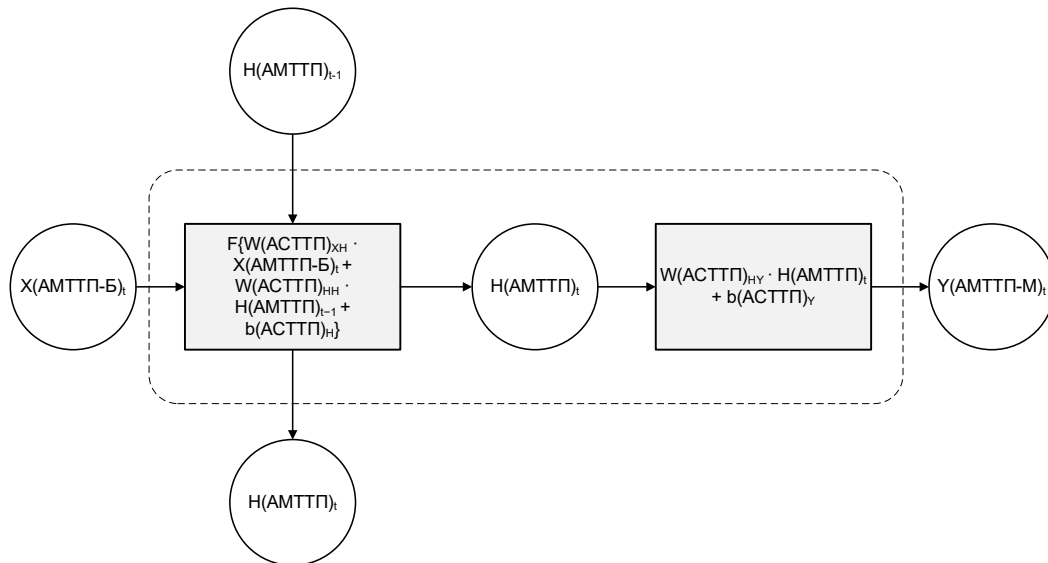 H(АМТТП)t-1
X(АМТТП-Б)t
F{W(АСТТП)XH ·
X(АМТТП-Б)t +
W(АСТТП)HH ·
H(АМТТП)t−1 +
b(АСТТП)H}
H(АМТТП)t
W(АСТТП)HY · H(АМТТП)t
+ b(АСТТП)Y
Y(АМТТП-М)t
H(АМТТП)t